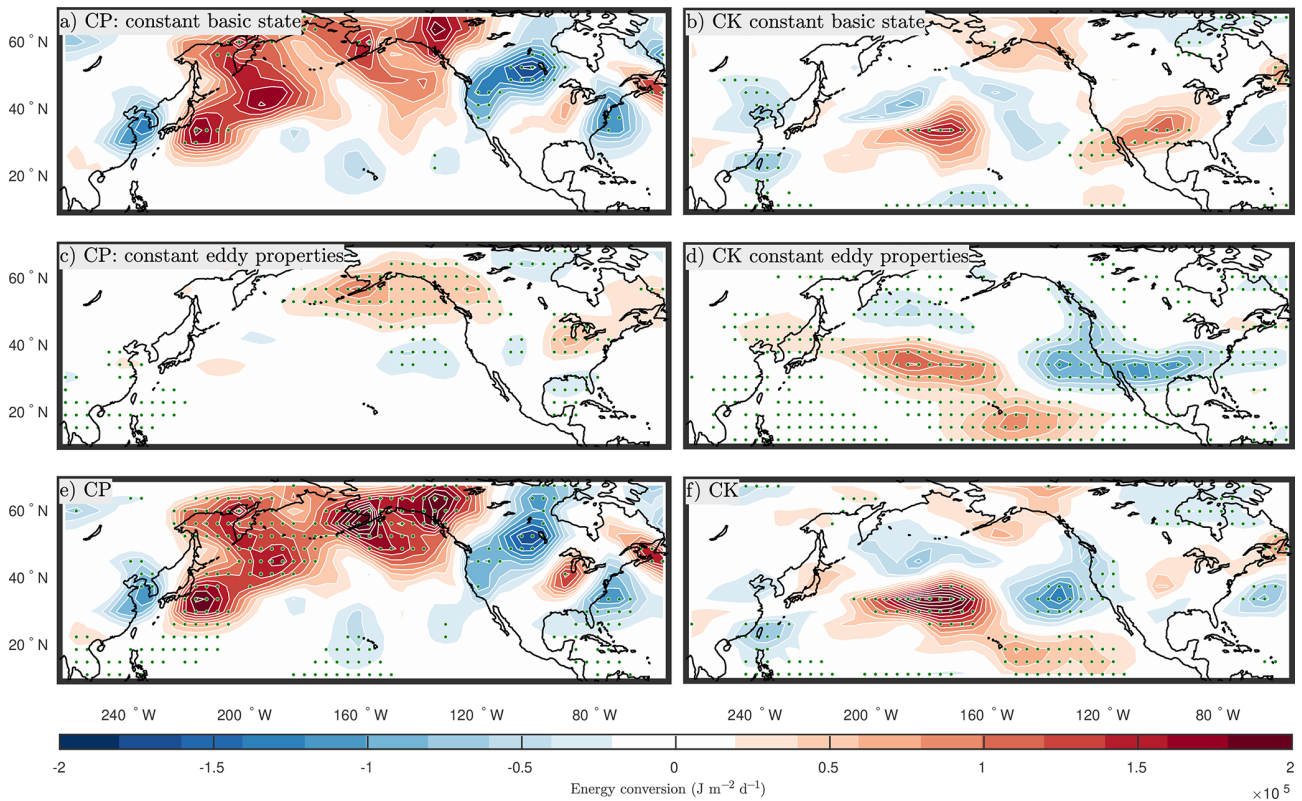 a) CP: constant basic state
b) CK constant basic state
60 ° N
40 ° N
20 ° N
c) CP: constant eddy properties
d) CK constant eddy properties
60 ° N
40 ° N
20 ° N
e) CP
f) CK
60 ° N
40 ° N
20 ° N
240 ° W 200 ° W 160 ° W 120 ° W 80 ° W
240 ° W 200 ° W 160 ° W 120 ° W 80 ° W
-2 -1.5 -1 -0.5 0 0.5 1 1.5 2
Energy conversion (J m⁻² d⁻¹)
×10⁵